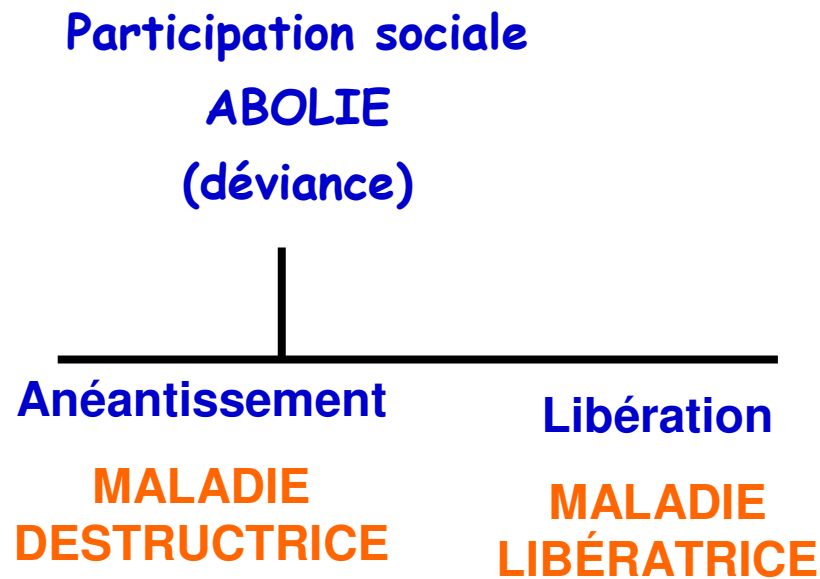 Participation sociale
ABOLIE
(déviance)
Anéantissement
Libération
MALADIE
DESTRUCTRICE
MALADIE
LIBÉRATRICE